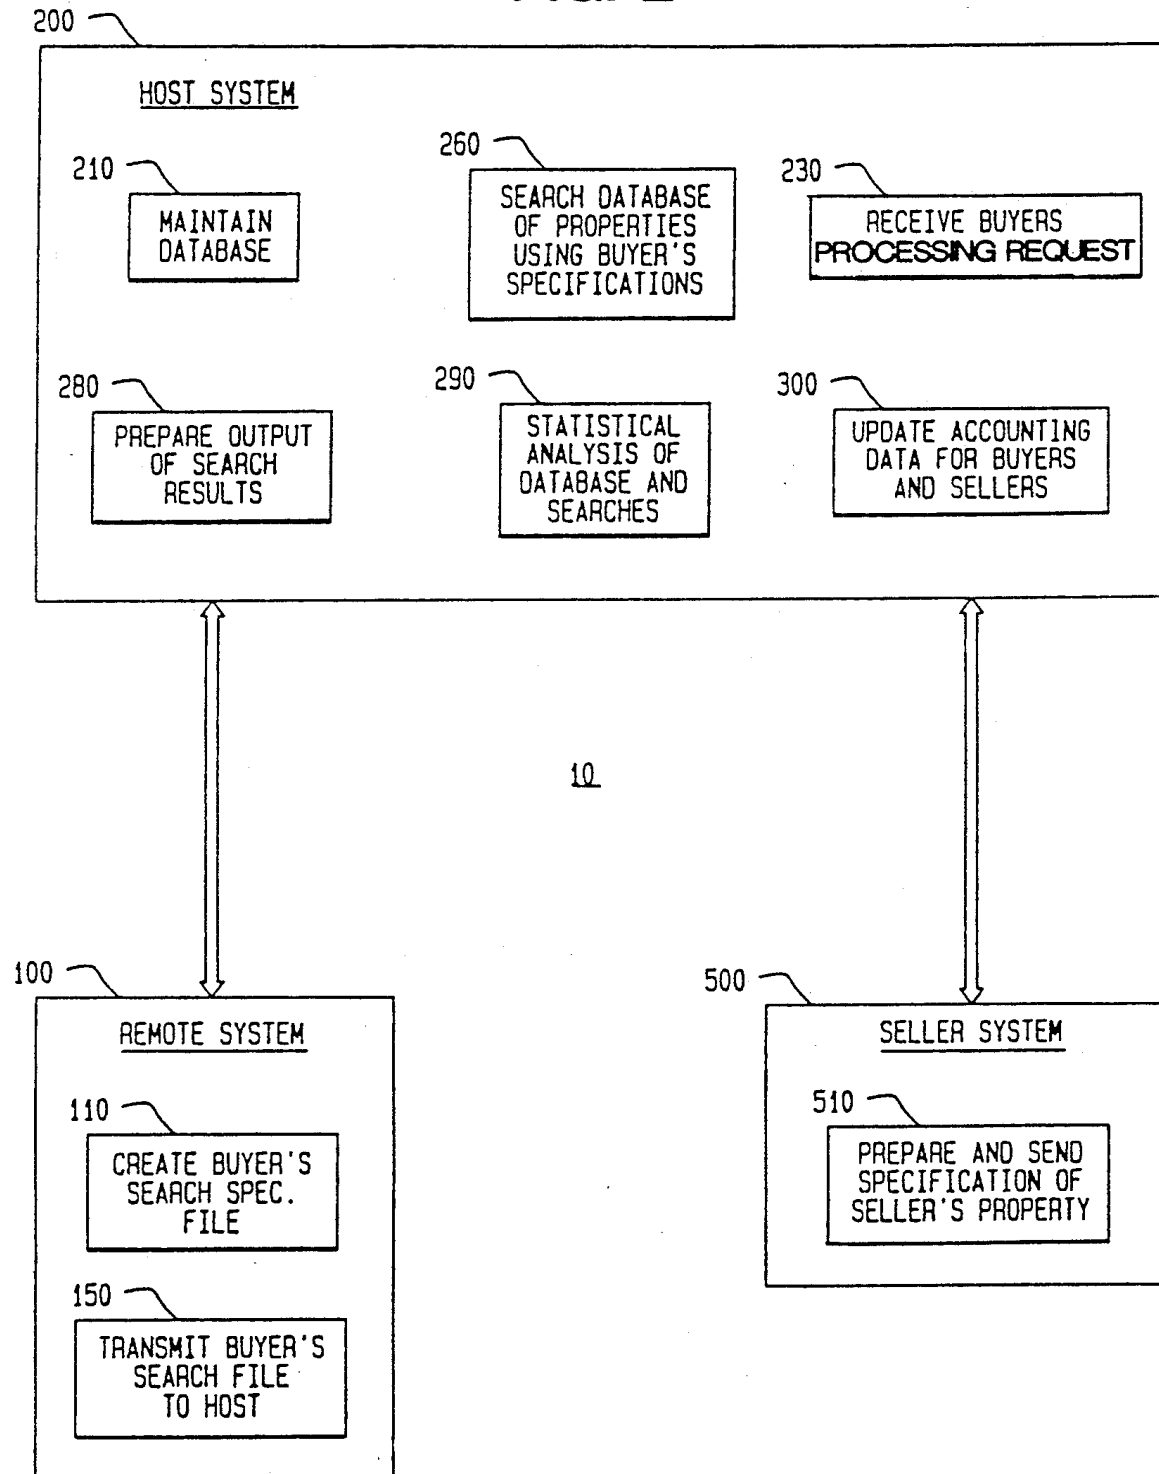 200
HOST SYSTEM
210
MAINTAIN
DATABASE
260
SEARCH DATABASE
OF PROPERTIES
USING BUYER'S
SPECIFICATIONS
230
RECEIVE BUYERS
PROCESSING REQUEST
280
PREPARE OUTPUT
OF SEARCH
RESULTS
290
STATISTICAL
ANALYSIS OF
DATABASE AND
SEARCHES
300
UPDATE ACCOUNTING
DATA FOR BUYERS
AND SELLERS
10
100
REMOTE SYSTEM
110
CREATE BUYER'S
SEARCH SPEC.
FILE
150
TRANSMIT BUYER'S
SEARCH FILE
TO HOST
500
SELLER SYSTEM
510
PREPARE AND SEND
SPECIFICATION OF
SELLER'S PROPERTY